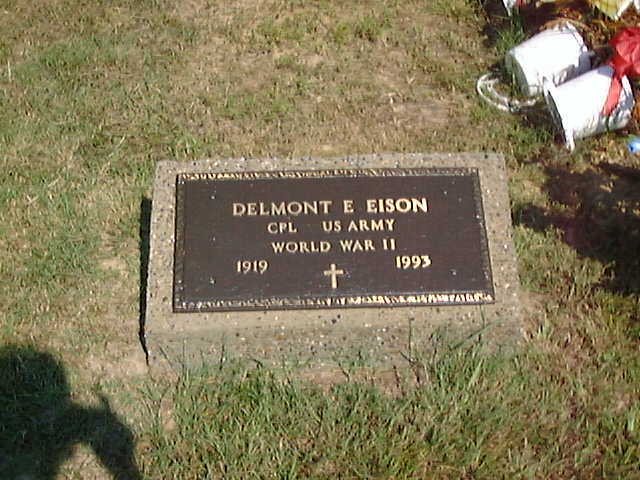 DELMONT E EISON
CPL US ARMY
WORLD WAR II
1919 1993